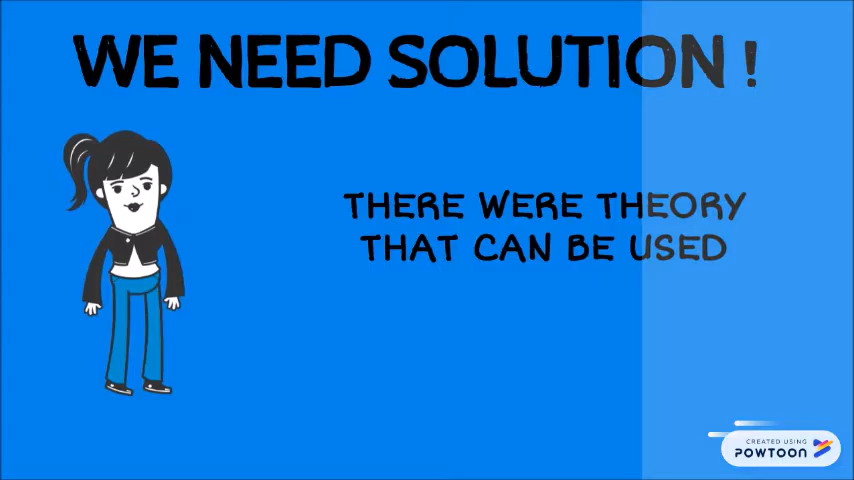 WE NEED SOLUTION !
THERE WERE THEORY
THAT CAN BE USED
CREATED USING
POWTOON